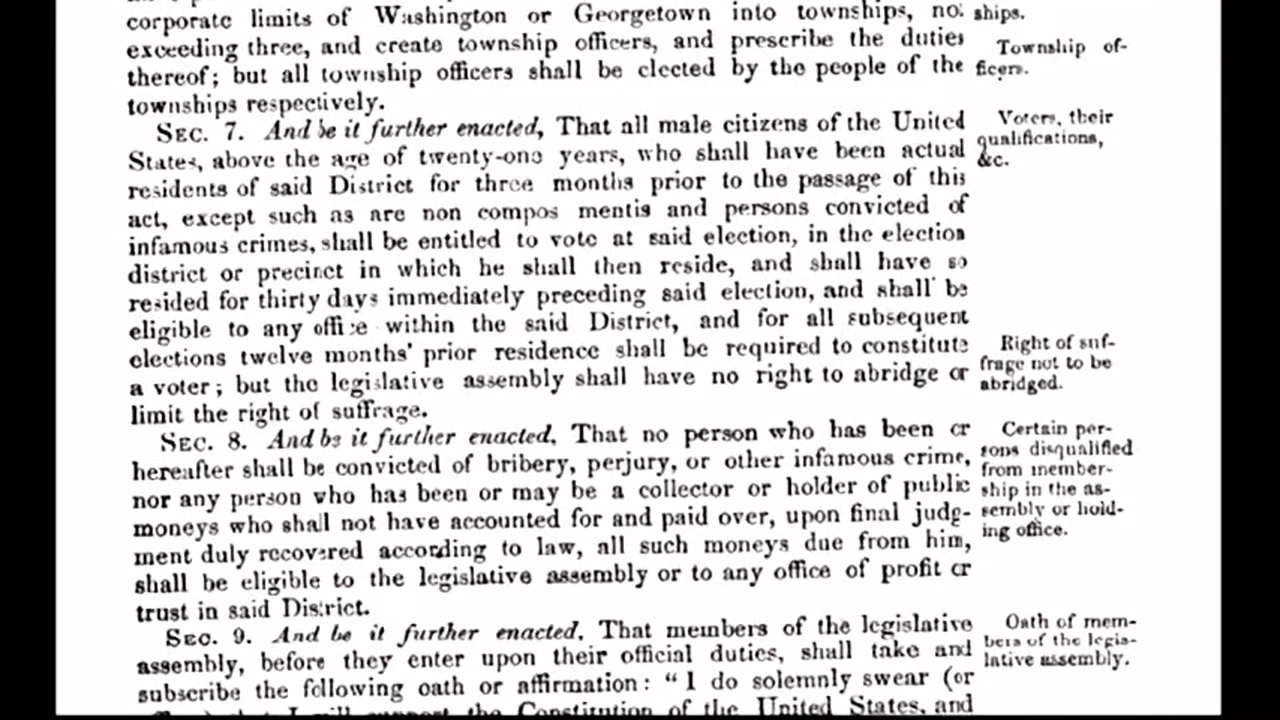 corporate limits of Washington or Georgetown into townships, not
exceeding three, and create township officers, and prescribe the duties
thereof; but all township officers shall be elected by the people of the
townships respectively.
SEC. 7. And be it further enacted, That all male citizens of the United
States, above the age of twenty-one years, who shall have been actual
residents of said District for three months prior to the passage of this
act, except such as are non compos mentis and persons convicted of
infamous crimes, shall be entitled to vote at said election, in the election
district or precinct in which he shall then reside, and shall have so
resided for thirty days immediately preceding said election, and shall be
eligible to any office within the said District, and for all subsequent
elections twelve months' prior residence shall be required to constitute
a voter; but the legislative assembly shall have no right to abridge or
limit the right of suffrage.
SEC. 8. And be it further enacted, That no person who has been or
hereafter shall be convicted of bribery, perjury, or other infamous crime,
nor any person who has been or may be a collector or holder of public
moneys who shall not have accounted for and paid over, upon final judg-
ment duly recovered according to law, all such moneys due from him,
shall be eligible to the legislative assembly or to any office of profit or
trust in said District.
SEC. 9. And be it further enacted, That members of the legislative
assembly, before they enter upon their official duties, shall take and
subscribe the following oath or affirmation: "I do solemnly swear (or
that I will support the Constitution of the United States, and
ships.
Township of-
ficers.
Voters, their
qualifications,
&c.
Right of suf-
frage not to be
abridged.
Certain per-
sons disqualified
from member-
ship in the as-
sembly or hold-
ing office.
Oath of mem-
bers of the legis-
lative assembly.